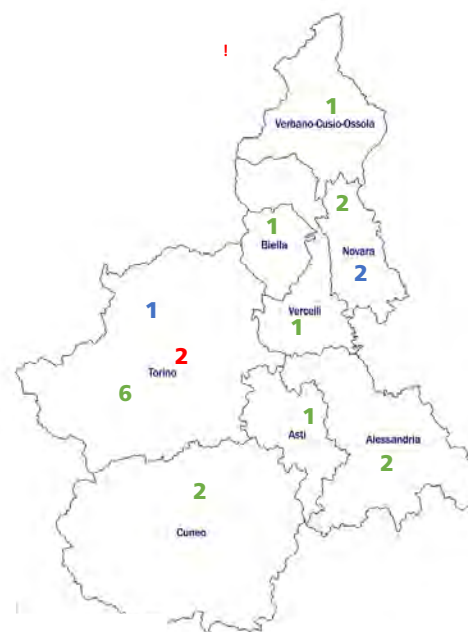 !
1
Verbano-Cusio-Ossola
2
1
Biella
Novara
2
1
Vercelli
1
2
Torino
6
1
Asti
Alessandria
2
2
Cuneo